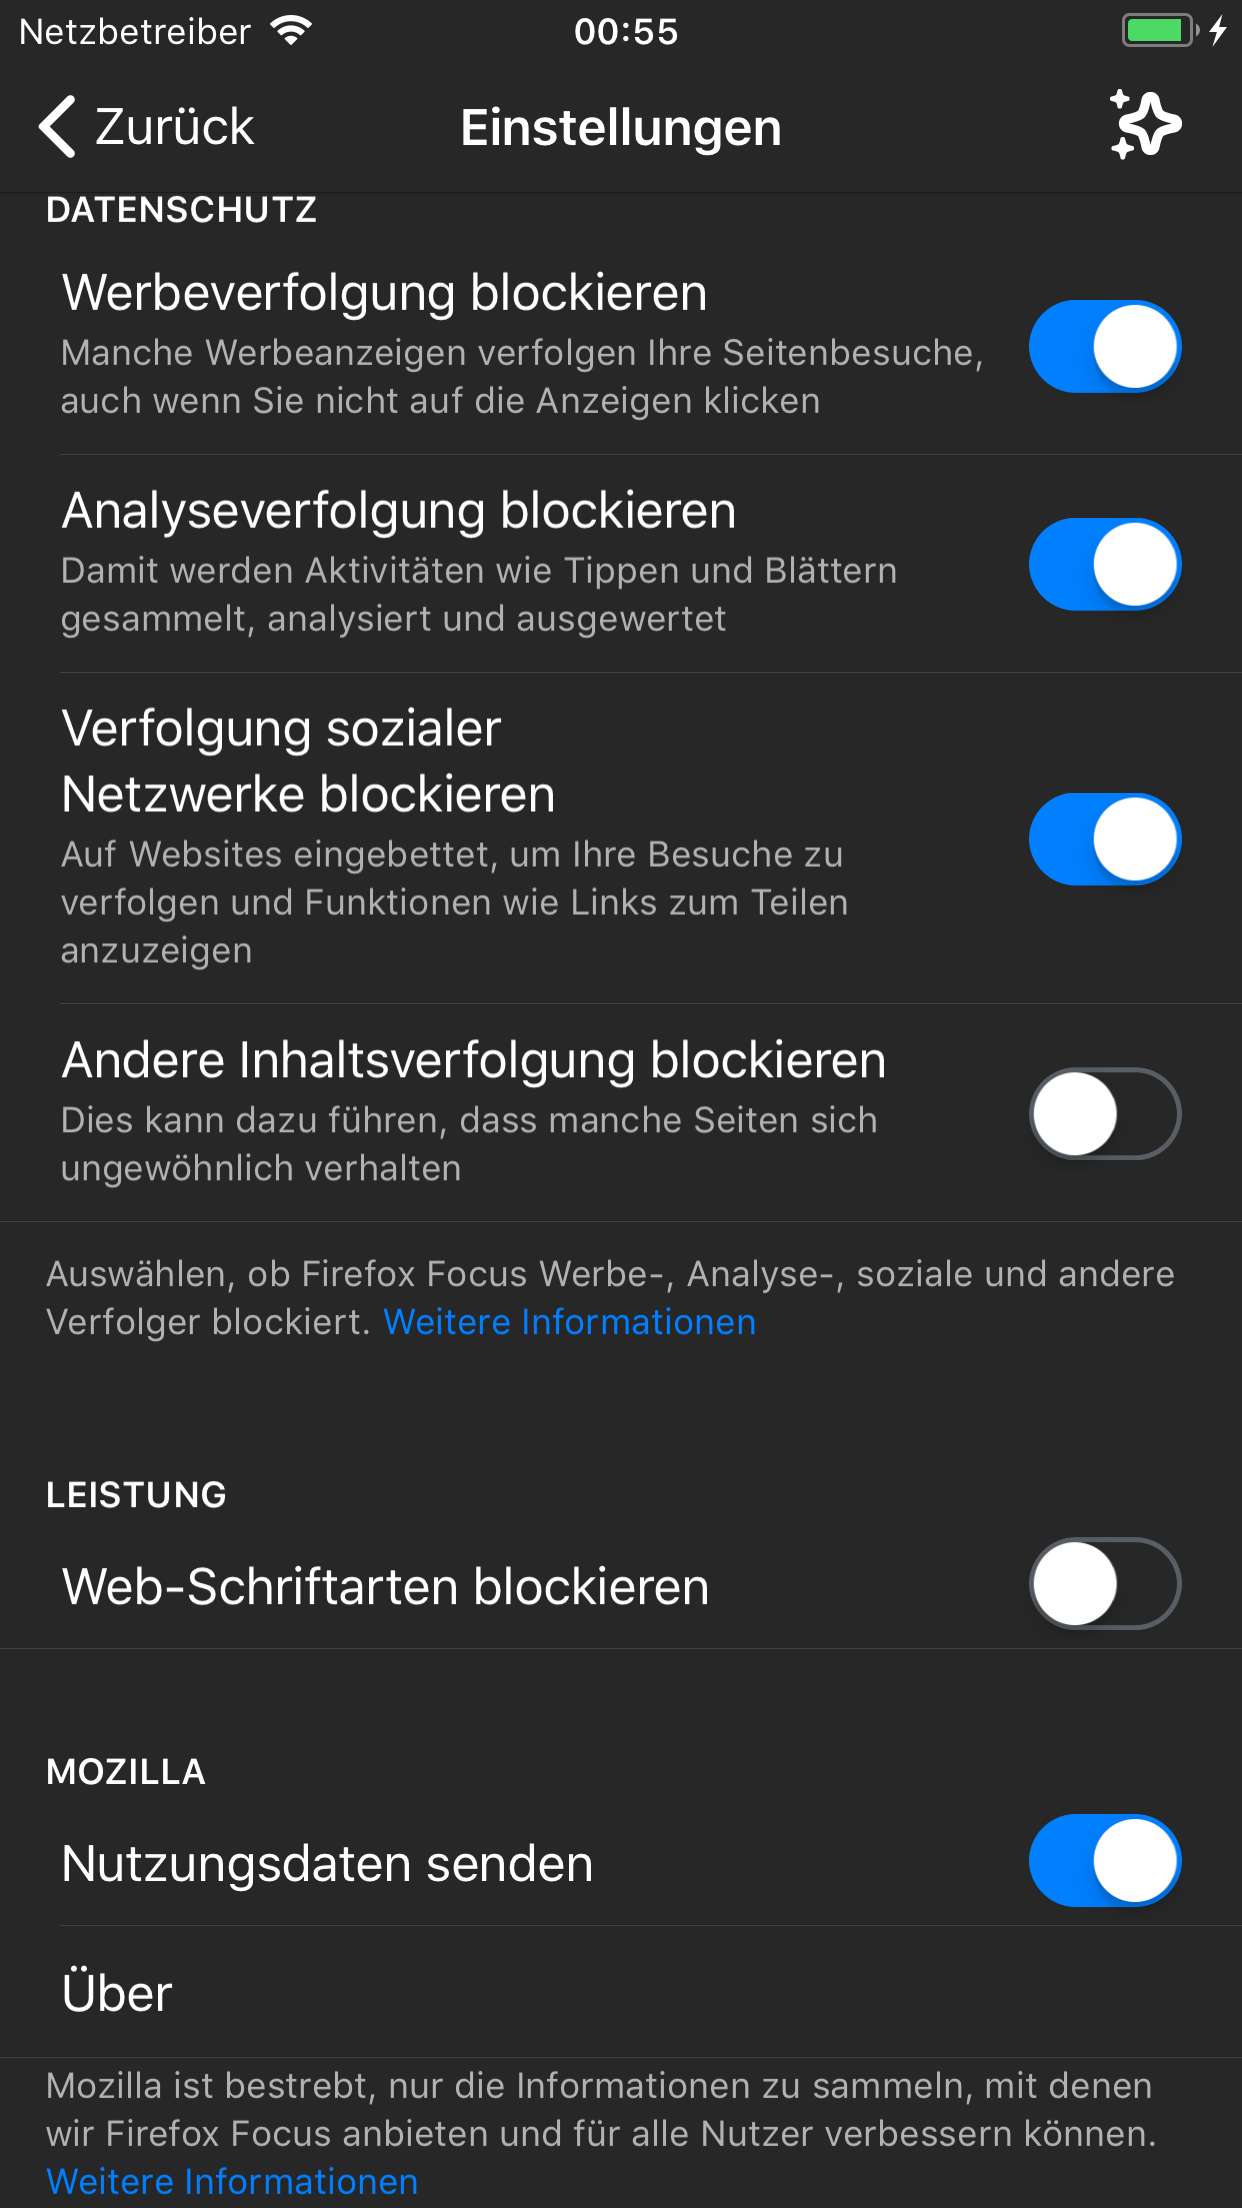 Netzbetreiber
00:55
Zurück
Einstellungen
DATENSCHUTZ
Werbeverfolgung blockieren
Manche Werbeanzeigen verfolgen Ihre Seitenbesuche,
auch wenn Sie nicht auf die Anzeigen klicken
Analyseverfolgung blockieren
Damit werden Aktivitäten wie Tippen und Blättern
gesammelt, analysiert und ausgewertet
Verfolgung sozialer
Netzwerke blockieren
Auf Websites eingebettet, um Ihre Besuche zu
verfolgen und Funktionen wie Links zum Teilen
anzuzeigen
Andere Inhaltsverfolgung blockieren
Dies kann dazu führen, dass manche Seiten sich
ungewöhnlich verhalten
Auswählen, ob Firefox Focus Werbe-, Analyse-, soziale und andere
Verfolger blockiert. Weitere Informationen
LEISTUNG
Web-Schriftarten blockieren
MOZILLA
Nutzungsdaten senden
Über
Mozilla ist bestrebt, nur die Informationen zu sammeln, mit denen
wir Firefox Focus anbieten und für alle Nutzer verbessern können.
Weitere Informationen